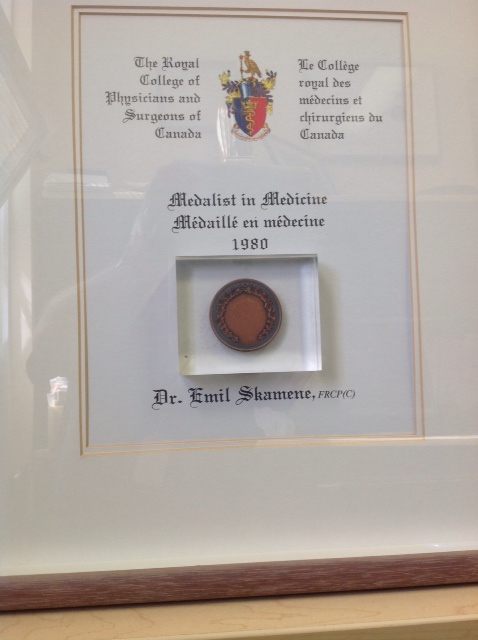 The Royal
College of
Physicians and
Surgeons of
Canada
Le Collège
royal des
médecins et
chirurgiens du
Canada
Medalist in Medicine
Médaillé en médecine
1980
Dr. Emil Skamene, FRCP(C)